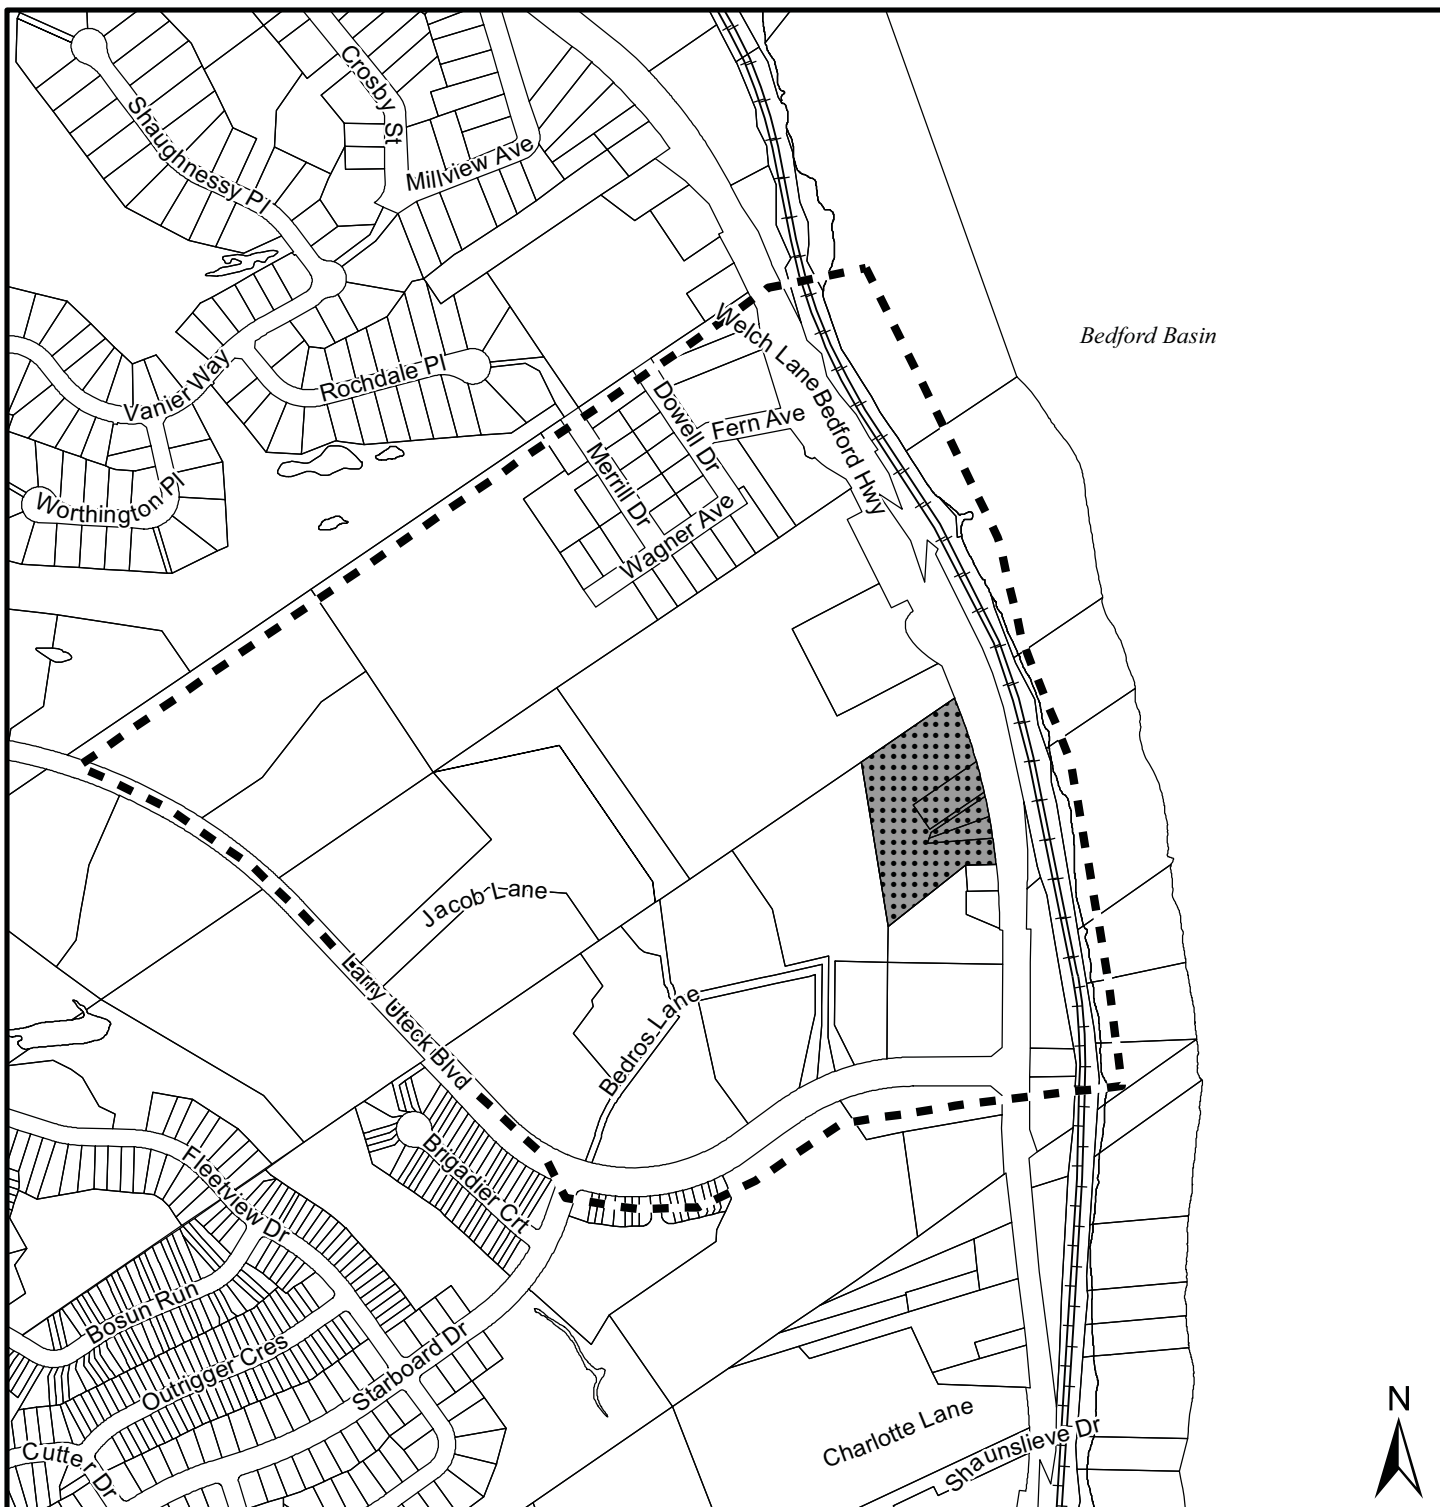 Crosby St
Shaughnessy Pl
Millview Ave
Bedford Basin
Welch Lane
Vanier Way
Rochdale Pl
Dowell Dr
Fern Ave
Bedford Hwy
Merrill Dr
Worthington Pl
Wagner Ave
Jacob Lane
Larry Uteck Blvd
Bedros Lane
Brigadier Crt
Fleetview Dr
Bosun Run
Outrigger Cres
Starboard Dr
N
Charlotte Lane
Shaunslieve Dr
Cutter Dr